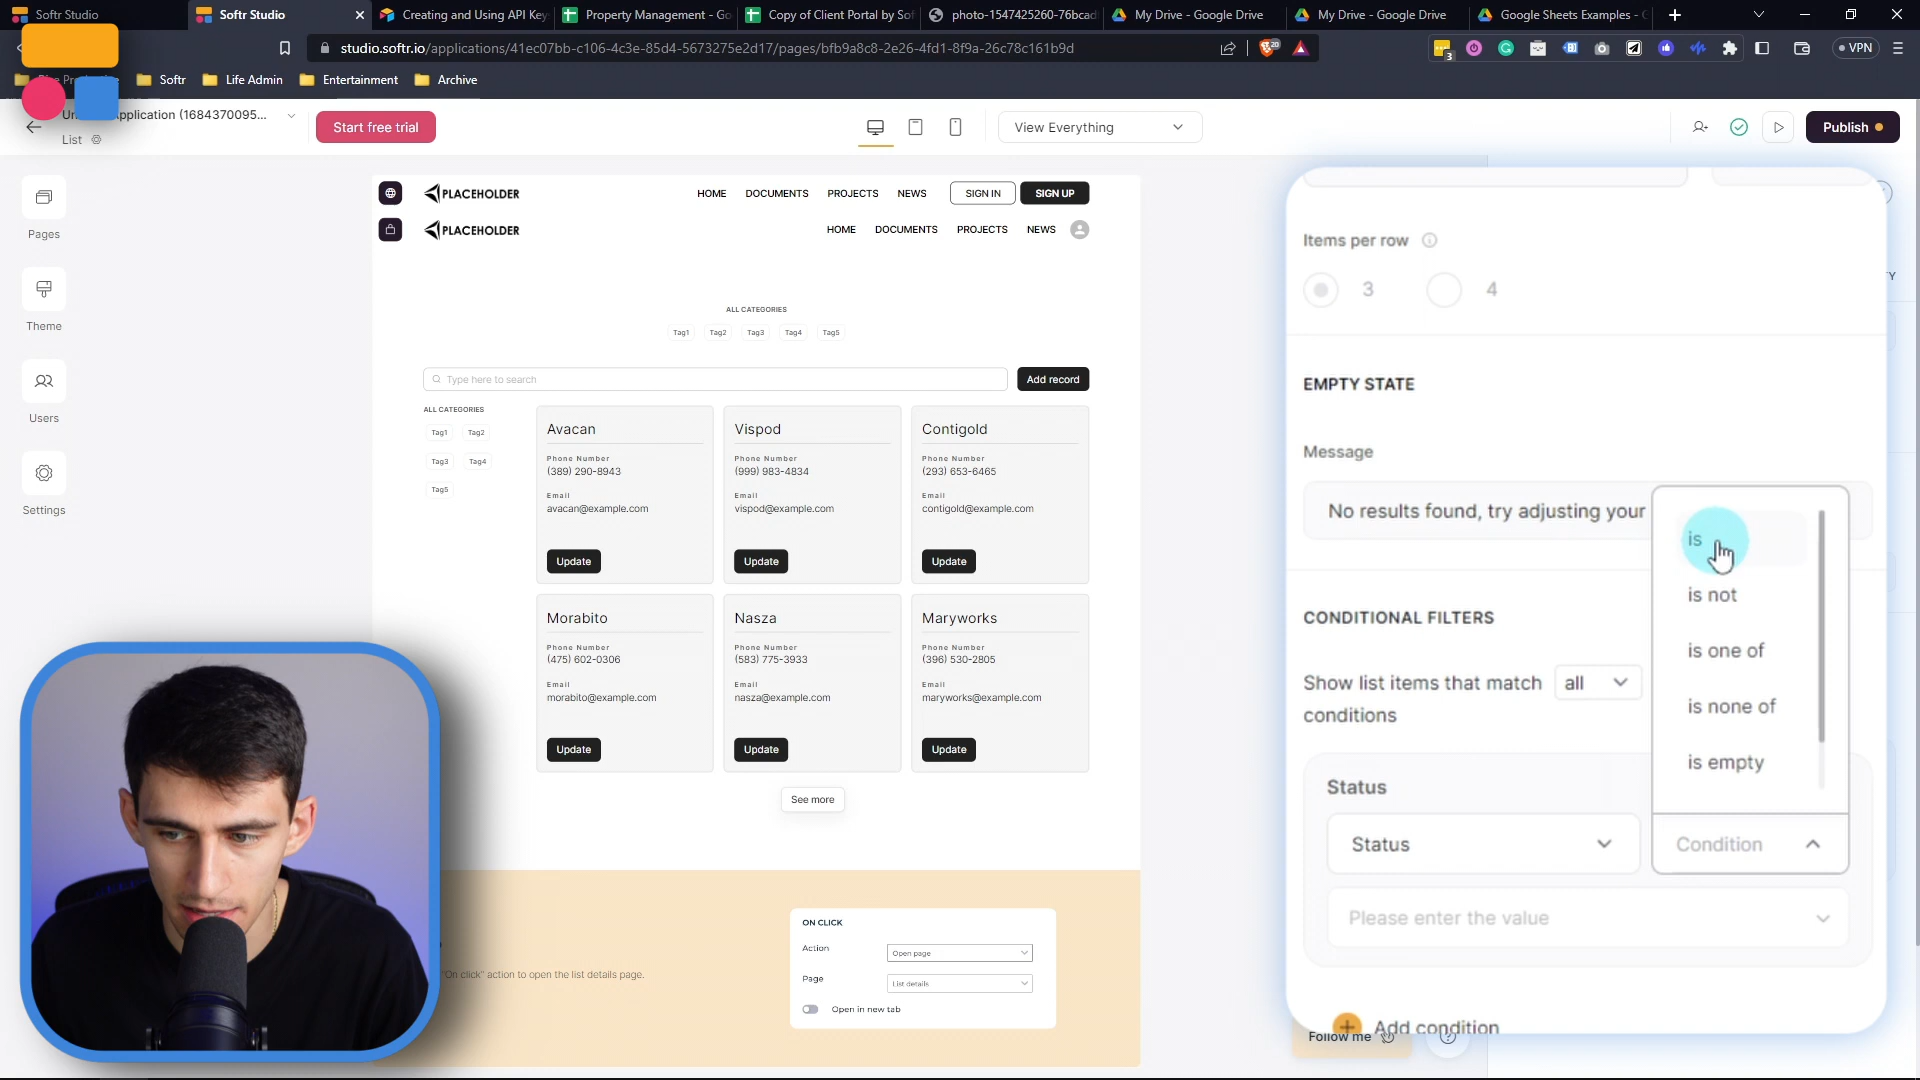 Softr Studio
Softr Studio
Creating and Using API Key
Property Management - Go
Copy of Client Portal by Sof
photo-1547425260-76bcad
My Drive - Google Drive
My Drive - Google Drive
Google Sheets Examples -
studio.softr.io/applications/41ec07bb-c106-4c3e-85d4-5673275e2d17/pages/bfb9a8c8-2e26-4fd1-8f9a-26c78c161b9d
20
3
VPN
Softr
Life Admin
Entertainment
Archive
pplication (1684370095...
List
Start free trial
View Everything
Publish
Pages
Theme
Users
Settings
PLACEHOLDER
HOME
DOCUMENTS
PROJECTS
NEWS
SIGN IN
SIGN UP
PLACEHOLDER
HOME
DOCUMENTS
PROJECTS
NEWS
ALL CATEGORIES
Tag1
Tag2
Tag3
Tag4
Tag5
Type here to search
Add record
ALL CATEGORIES
Tag1
Tag2
Tag3
Tag4
Tag5
Avacan
Phone Number
(389) 290-8943
Email
avacan@example.com
Update
Vispod
Phone Number
(999) 983-4834
Email
vispod@example.com
Update
Contigold
Phone Number
(293) 653-6465
Email
contigold@example.com
Update
Morabito
Phone Number
(475) 602-0306
Email
morabito@example.com
Update
Nasza
Phone Number
(583) 775-3933
Email
nasza@example.com
Update
Maryworks
Phone Number
(396) 530-2805
Email
maryworks@example.com
Update
See more
"On click" action to open the list details page.
ON CLICK
Action
Open page
Page
List details
Open in new tab
Items per row
3
4
EMPTY STATE
Message
No results found, try adjusting your
CONDITIONAL FILTERS
Show list items that match all
conditions
is
is not
is one of
is none of
is empty
Status
Status
Condition
Please enter the value
Add condition
Follow me